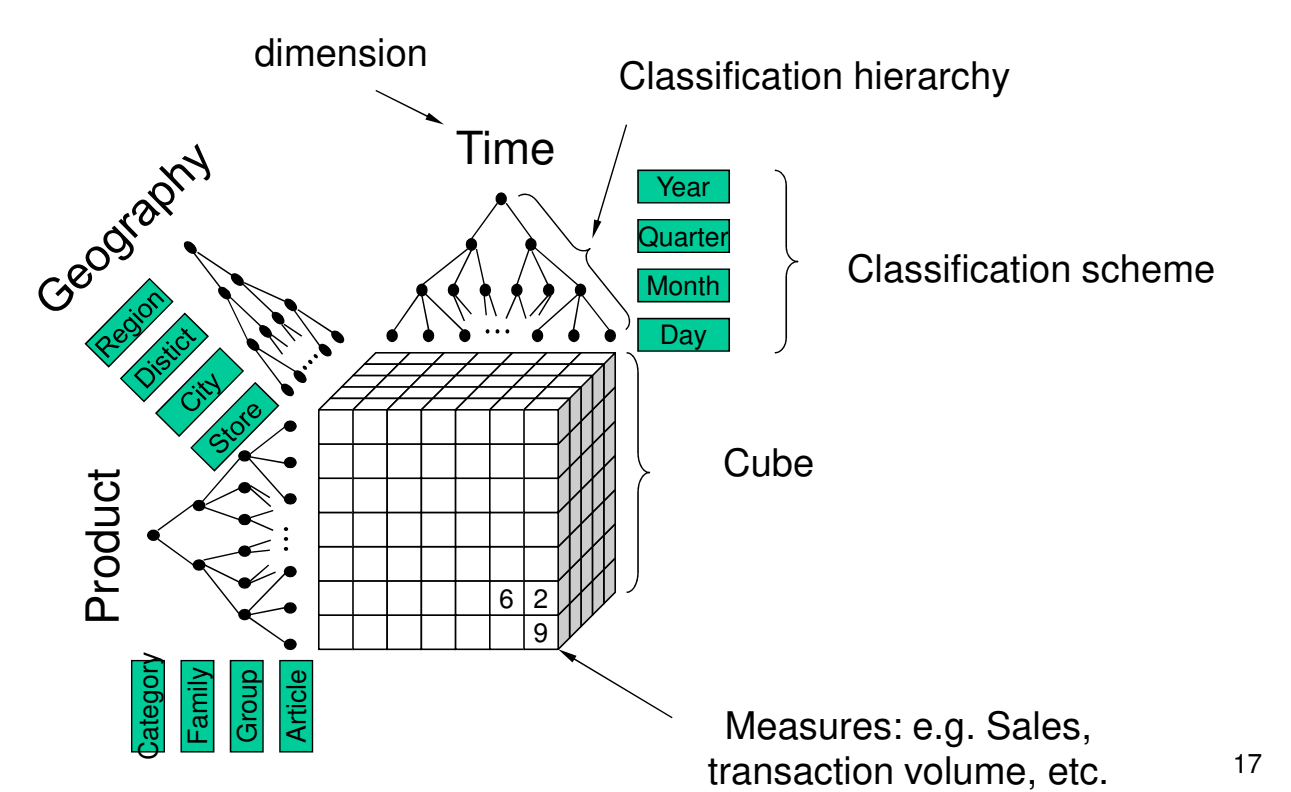 dimension
Classification hierarchy
Time
Geography
Year
Quarter
Month
Day
Classification scheme
Region
Distict
City
Store
Product
Cube
6 2
9
Category
Family
Group
Article
Measures: e.g. Sales,
transaction volume, etc.
17